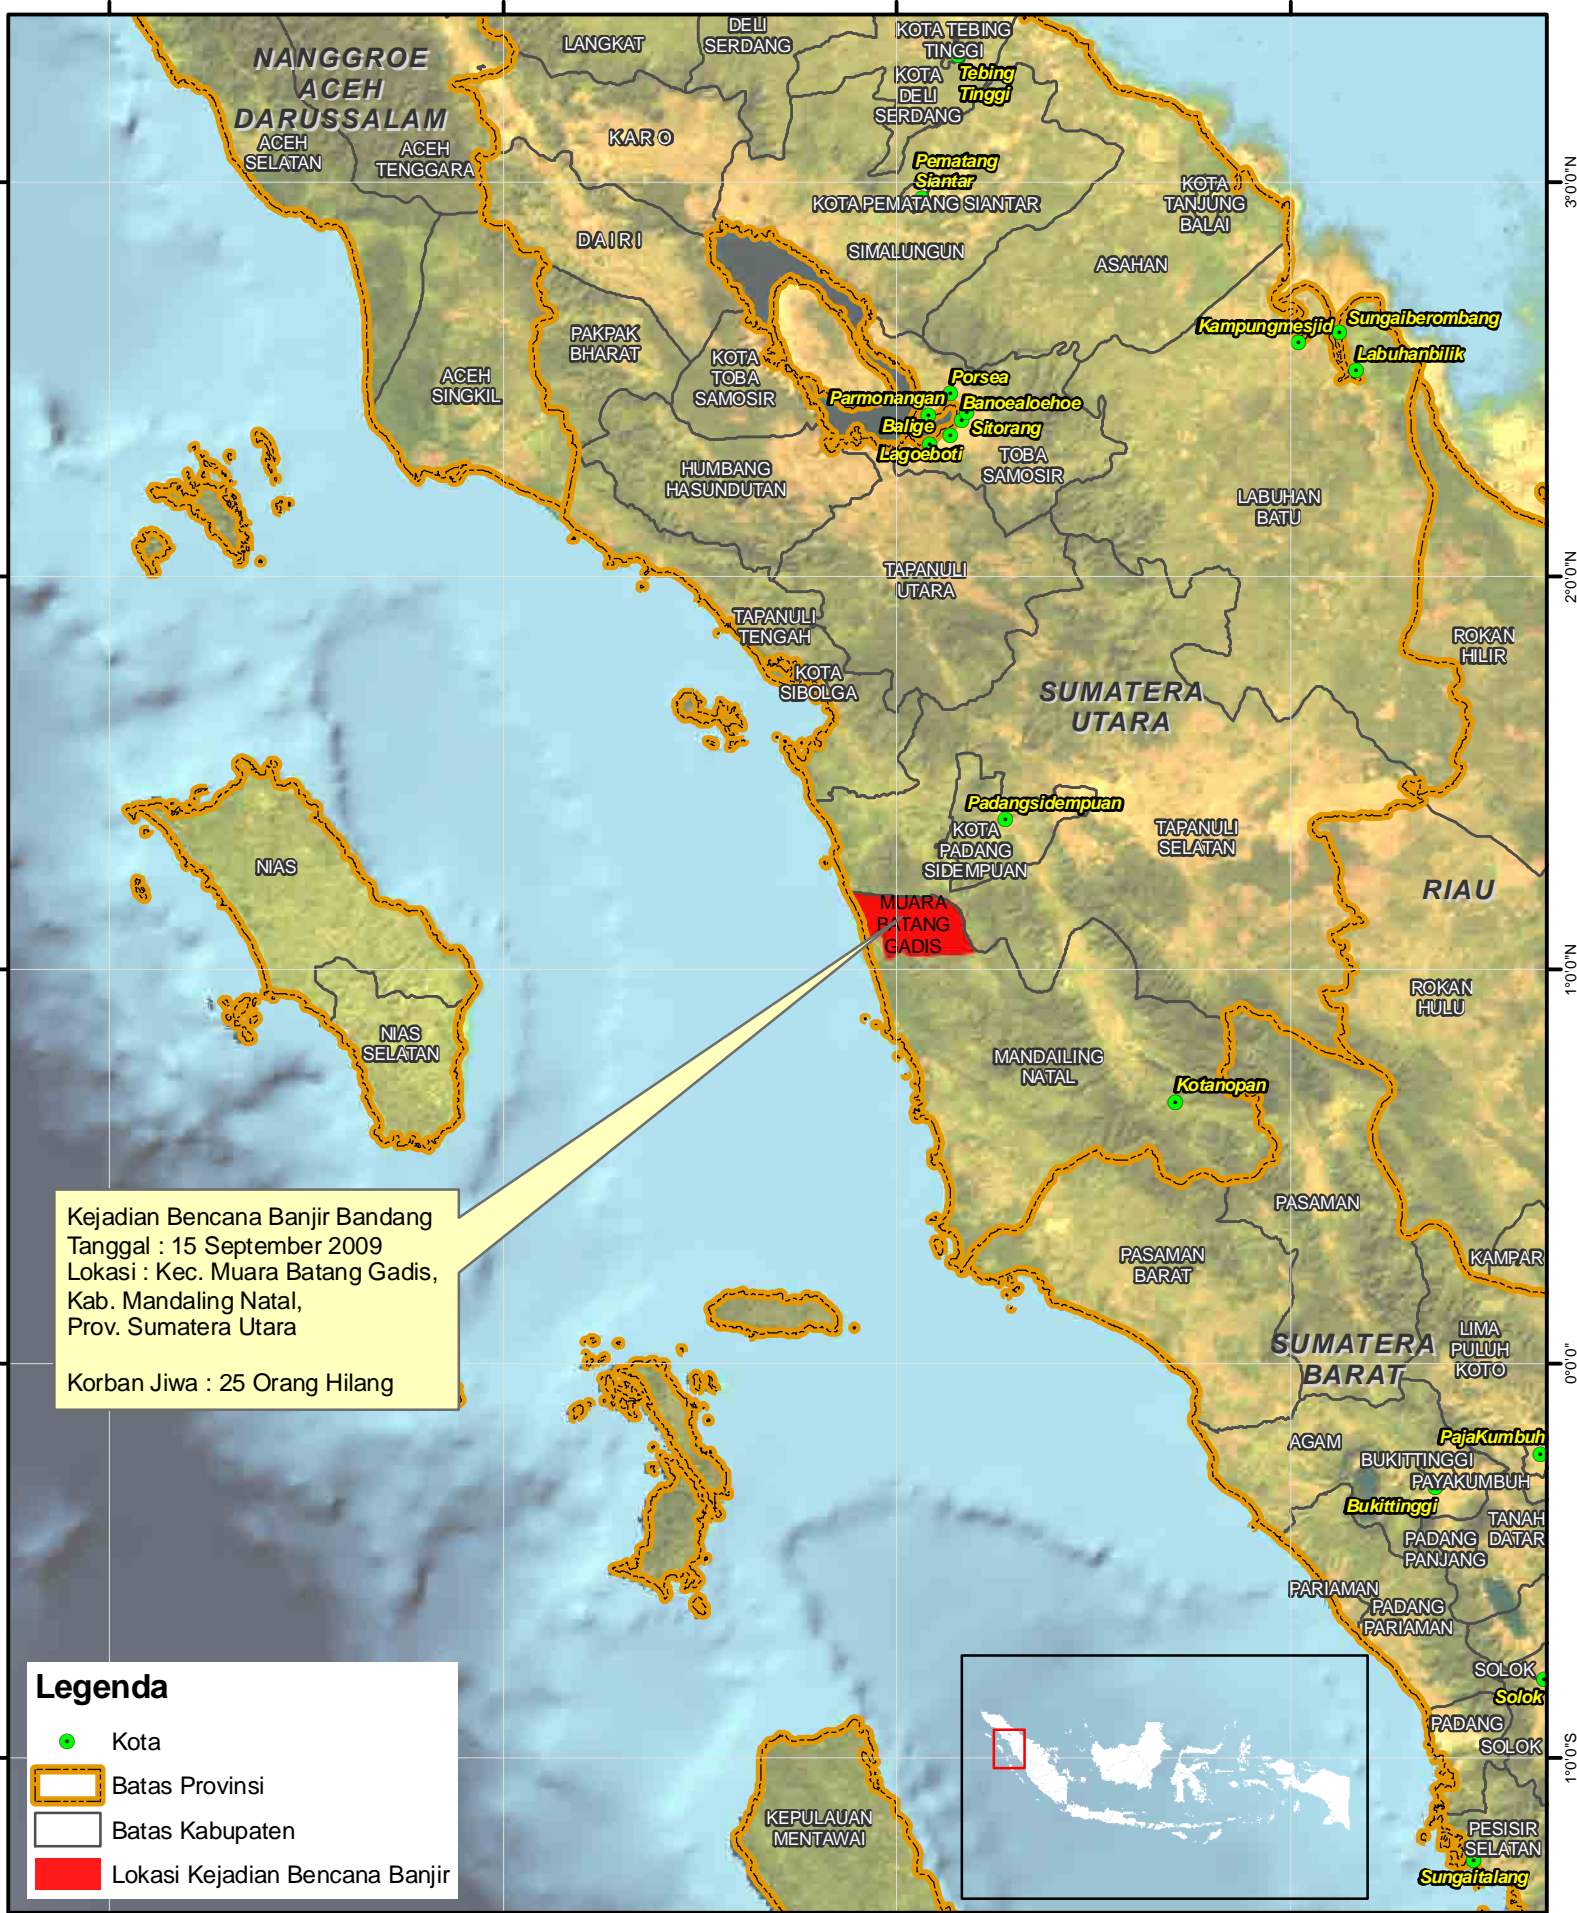 NANGGROE
ACEH
DARUSSALAM
LANGKAT
DELI
SERDANG
KOTA TEBING
TINGGI
Tebing
Tinggi
KOTA
DELI
SERDANG
ACEH
SELATAN
ACEH
TENGGARA
KARO
Pematang
Siantar
KOTA PEMATANG SIANTAR
KOTA
TANJUNG
BALAI
3°0'0"N
DAIRI
SIMALUNGUN
ASAHAN
PAKPAK
BHARAT
Kampungmesjid
Sungaiberombang
Labuhanbilik
ACEH
SINGKIL
KOTA
TOBA
SAMOSIR
Porsea
Parmonangan
Banoealoehoe
Balige
Sitorang
Lagoeboti
TOBA
SAMOSIR
HUMBANG
HASUNDUTAN
LABUHAN
BATU
TAPANULI
UTARA
2°0'0"N
TAPANULI
TENGAH
ROKAN
HILIR
KOTA
SIBOLGA
SUMATERA
UTARA
Padangsidempuan
KOTA
PADANG
SIDEMPUAN
TAPANULI
SELATAN
NIAS
RIAU
MUARA
BATANG
GADIS
1°0'0"N
ROKAN
HULU
NIAS
SELATAN
MANDAILING
NATAL
Kotanopan
Kejadian Bencana Banjir Bandang
Tanggal : 15 September 2009
Lokasi : Kec. Muara Batang Gadis,
Kab. Mandaling Natal,
Prov. Sumatera Utara
Korban Jiwa : 25 Orang Hilang
PASAMAN
PASAMAN
BARAT
KAMPAR
SUMATERA
BARAT
LIMA
PULUH
KOTO
0°0'0"
AGAM
PajaKumbuh
BUKITTINGGI
PAYAKUMBUH
Bukittinggi
TANAH
DATAR
PADANG
PANJANG
PARIAMAN
PADANG
PARIAMAN
SOLOK
Solok
PADANG
SOLOK
1°0'0"S
KEPULAUAN
MENTAWAI
PESISIR
SELATAN
Sungaitalang
Legenda
Kota
Batas Provinsi
Batas Kabupaten
Lokasi Kejadian Bencana Banjir